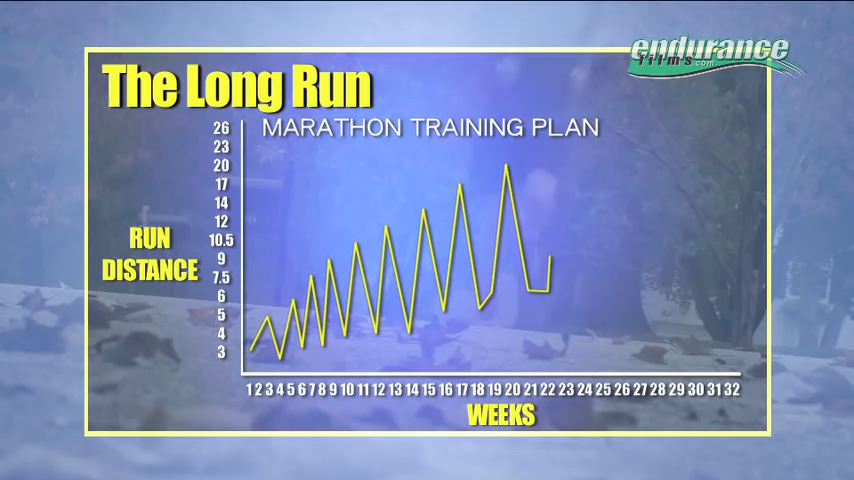 endurance
films.com
The Long Run
MARATHON TRAINING PLAN
26
23
20
17
14
12
10.5
9
7.5
6
5
4
3
RUN
DISTANCE
1 2 3 4 5 6 7 8 9 10 11 12 13 14 15 16 17 18 19 20 21 22 23 24 25 26 27 28 29 30 31 32
WEEKS